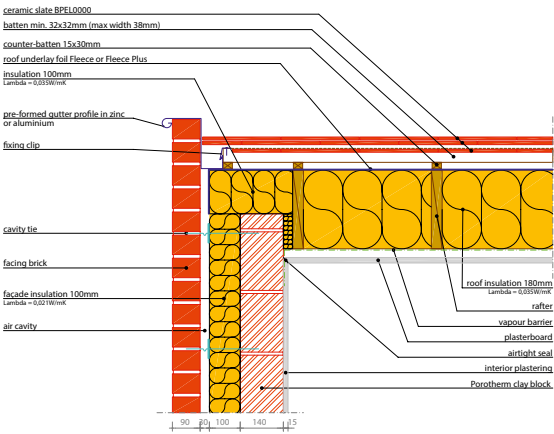 ceramic slate BPEL0000
batten min. 32x32mm (max width 38mm)
counter-batten 15x30mm
roof underlay foil Fleece or Fleece Plus
insulation 100mm
Lambda = 0,035W/mK
pre-formed gutter profile in zinc
or aluminium
fixing clip
cavity tie
facing brick
façade insulation 100mm
Lambda = 0,021W/mK
air cavity
roof insulation 180mm
Lambda = 0,035W/mK
rafter
vapour barrier
plasterboard
airtight seal
interior plastering
Porotherm clay block
90 30 100 140 15